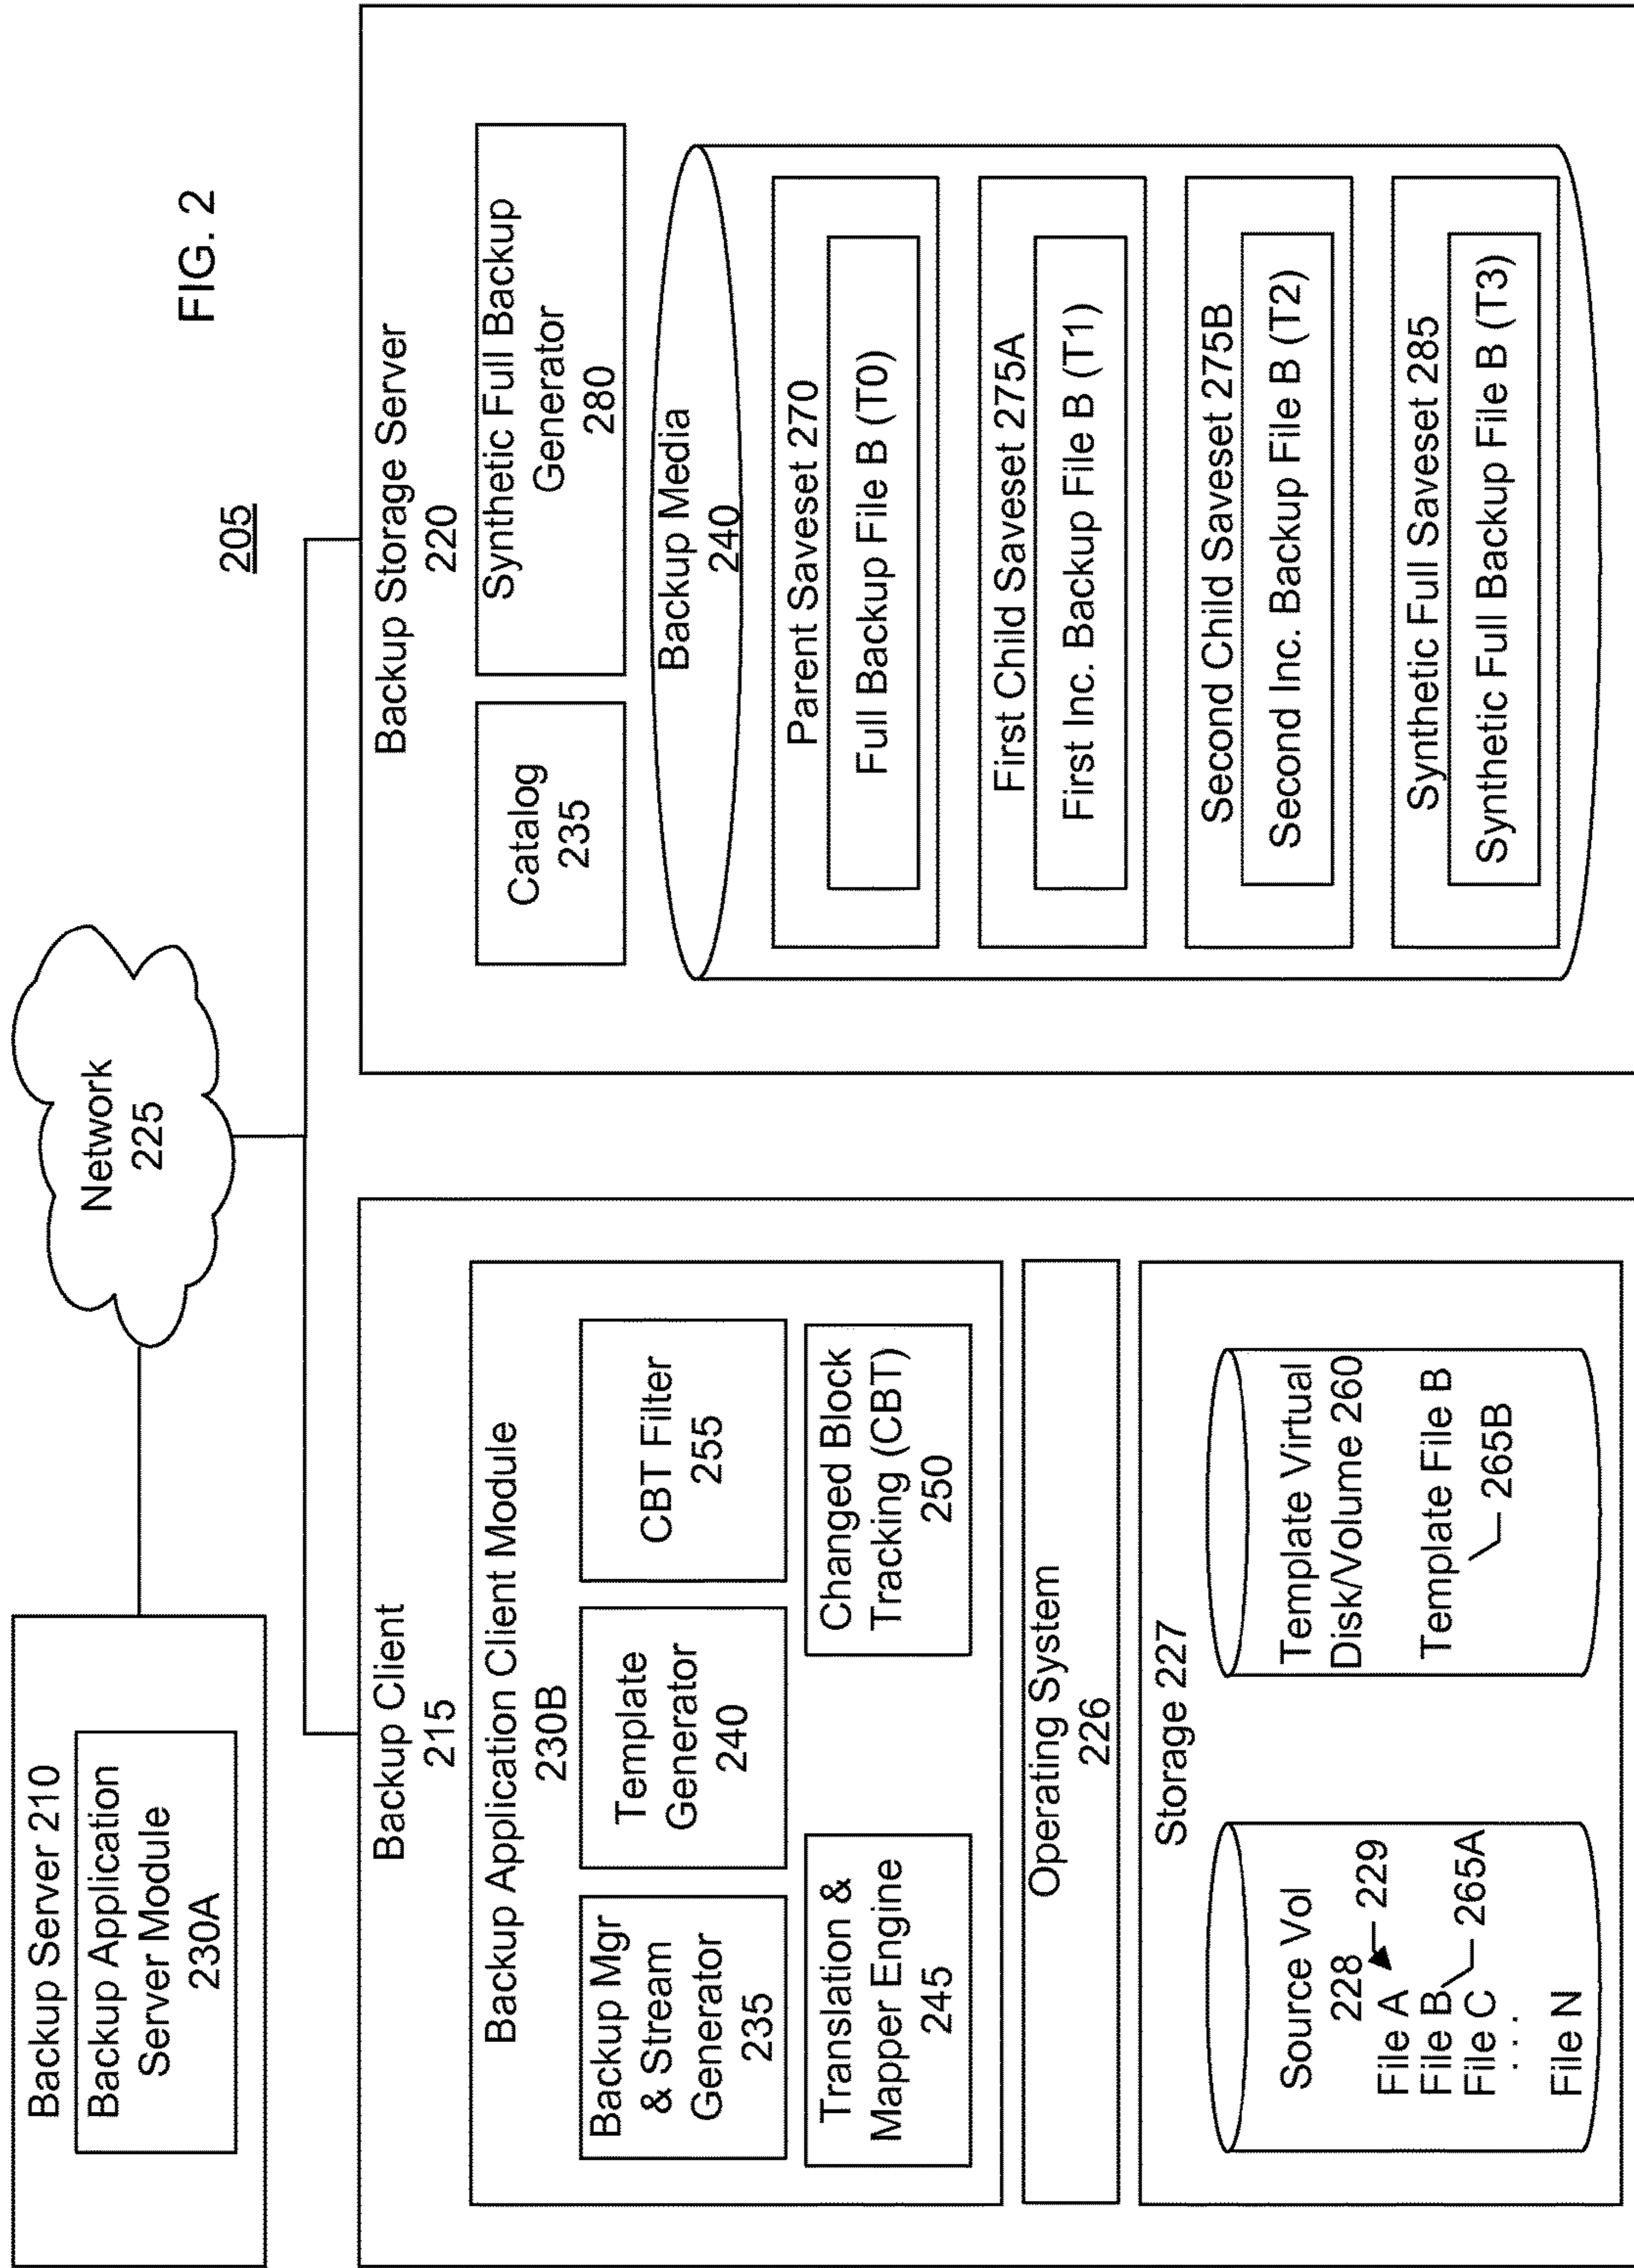 FIG. 2
205
Backup Server 210
Backup Application
Server Module
230A
Network
225
Backup Client
215
Backup Application Client Module
230B
Backup Mgr
& Stream
Generator
235
Template
Generator
240
CBT Filter
255
Translation &
Mapper Engine
245
Changed Block
Tracking (CBT)
250
Operating System
226
Storage 227
Source Vol
228
229
File A
File B
265A
File C
. . .
File N
Template Virtual
Disk/Volume 260
Template File B
265B
Backup Storage Server
220
Catalog
235
Synthetic Full Backup
Generator
280
Backup Media
240
Parent Saveset 270
Full Backup File B (T0)
First Child Saveset 275A
First Inc. Backup File B (T1)
Second Child Saveset 275B
Second Inc. Backup File B (T2)
Synthetic Full Saveset 285
Synthetic Full Backup File B (T3)